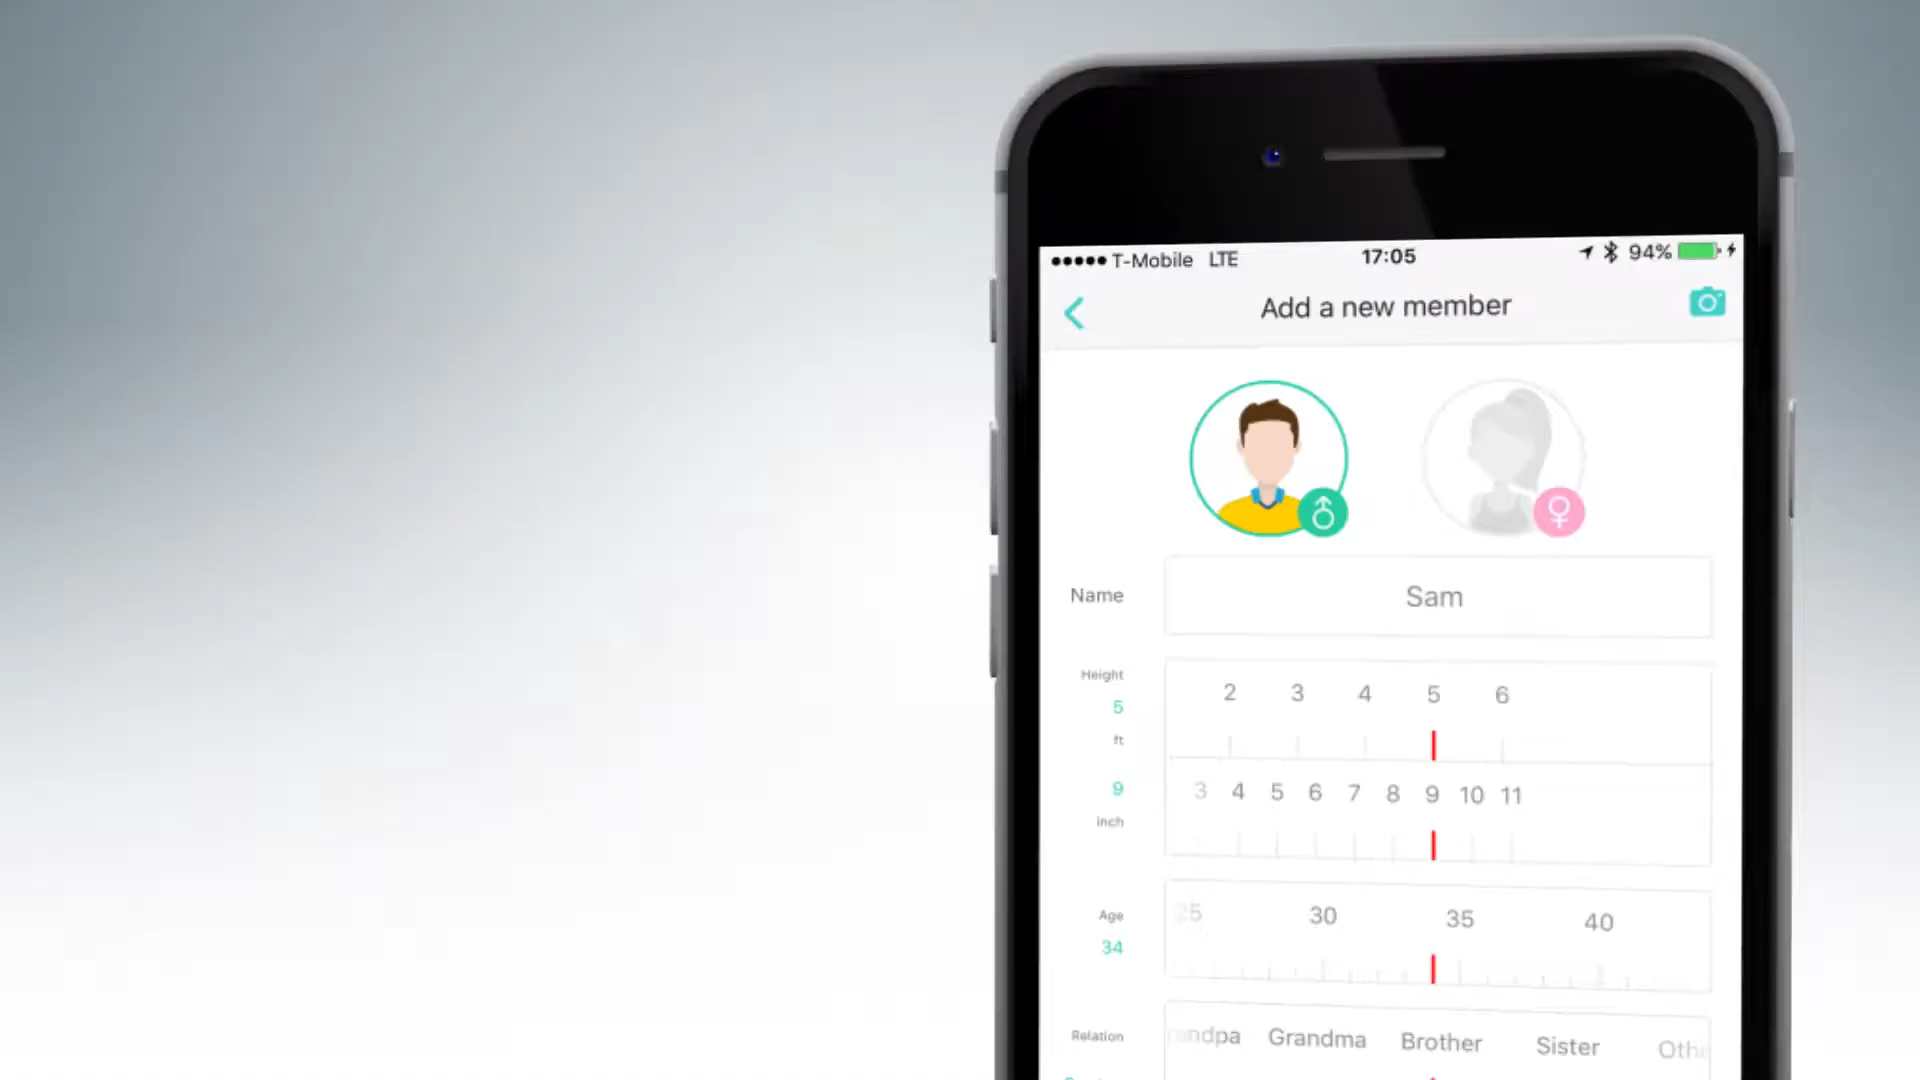 T-Mobile LTE 17:05 94%
Add a new member
Name Sam
Height
5
ft
2 3 4 5 6
9
inch
3 4 5 6 7 8 9 10 11
Age
34
25 30 35 40
Relation
Grandma Brother Sister